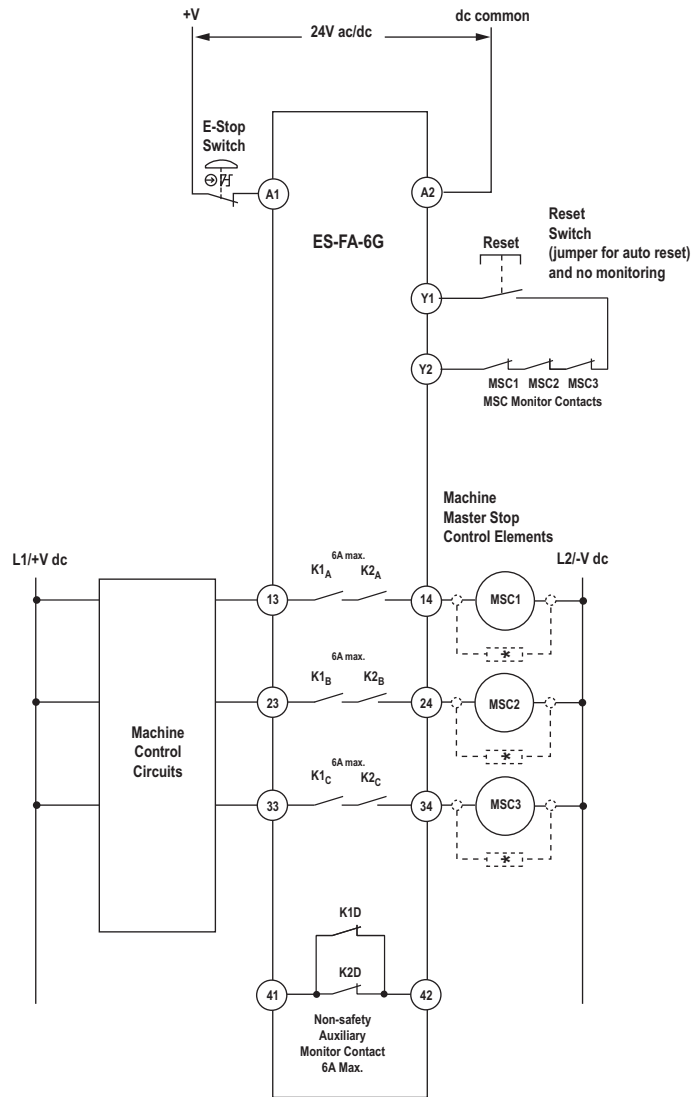 +V
dc common
24V ac/dc
E-Stop
Switch
A1
A2
ES-FA-6G
Reset
Reset
Switch
(jumper for auto reset)
and no monitoring
Y1
Y2
MSC1 MSC2 MSC3
MSC Monitor Contacts
Machine
Master Stop
Control Elements
L1/+V dc
L2/-V dc
6A max.
K1A K2A
13
14
MSC1
*
6A max.
K1B K2B
23
24
MSC2
*
Machine
Control
Circuits
6A max.
K1C K2C
33
34
MSC3
*
K1D
K2D
41
42
Non-safety
Auxiliary
Monitor Contact
6A Max.